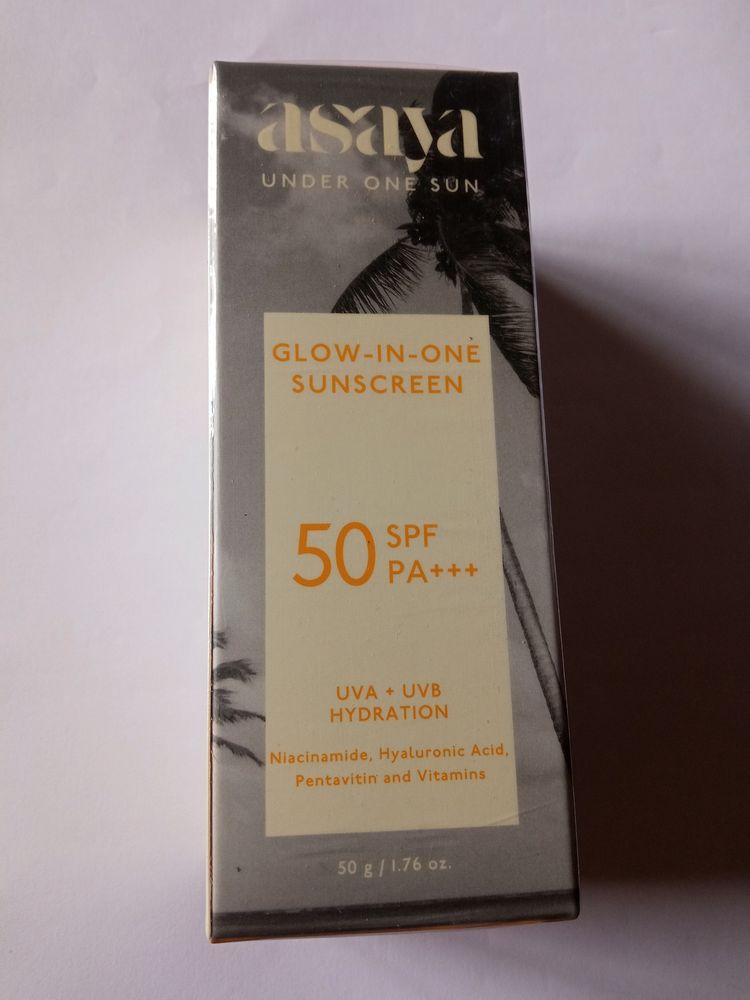 asaya
UNDER ONE SUN
GLOW-IN-ONE
SUNSCREEN
50 SPF
PA+++
UVA + UVB
HYDRATION
Niacinamide, Hyaluronic Acid,
Pentavitin and Vitamins
50 g / 1.76 oz.